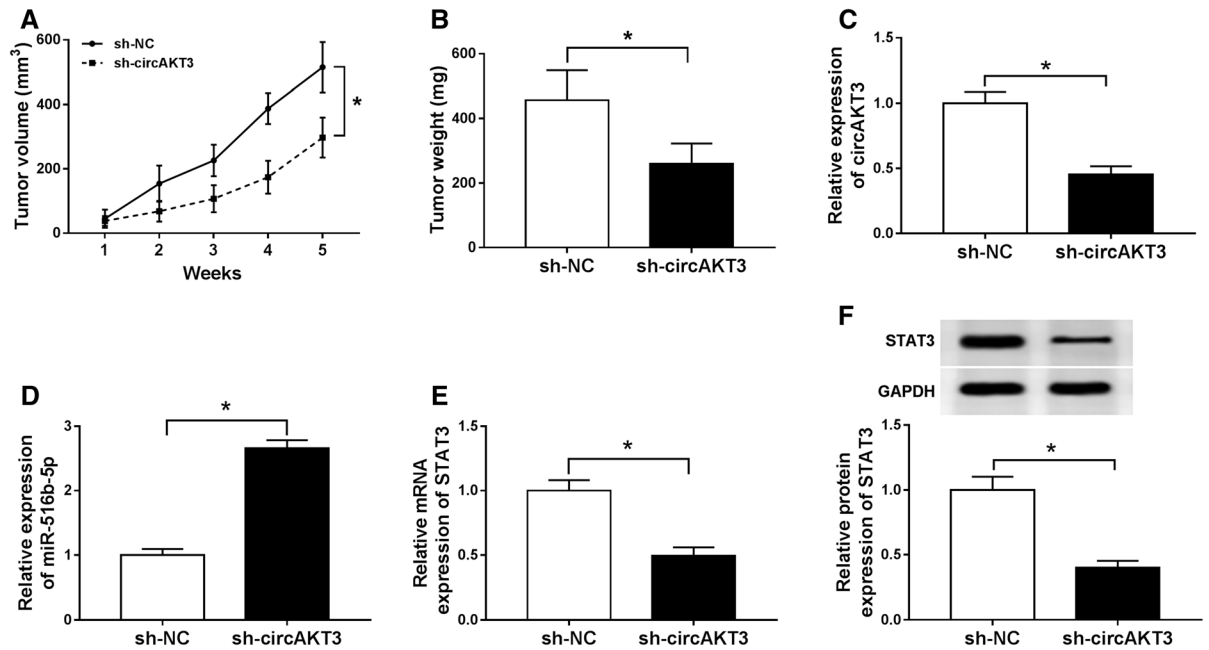 A
Tumor volume (mm3)
600
400
200
0
sh-NC
sh-circAKT3
*
1 2 3 4 5
Weeks
B
Tumor weight (mg)
600
400
200
0
*
sh-NC sh-circAKT3
C
Relative expression
of circAKT3
1.5
1.0
0.5
0.0
*
sh-NC sh-circAKT3
D
Relative expression
of miR-516b-5p
3
2
1
0
*
sh-NC sh-circAKT3
E
Relative mRNA
expression of STAT3
1.5
1.0
0.5
0.0
*
sh-NC sh-circAKT3
F
STAT3
GAPDH
Relative protein
expression of STAT3
1.5
1.0
0.5
0.0
*
sh-NC sh-circAKT3